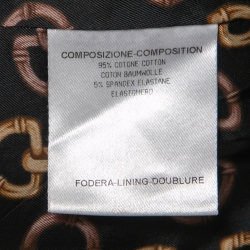 COMPOSIZIONE-COMPOSITION
95% COTONE COTTON
COTON BAUMWOLLE
5% SPANDEX ELASTANE
ELASTOMERO
FODERA-LINING-DOUBLURE